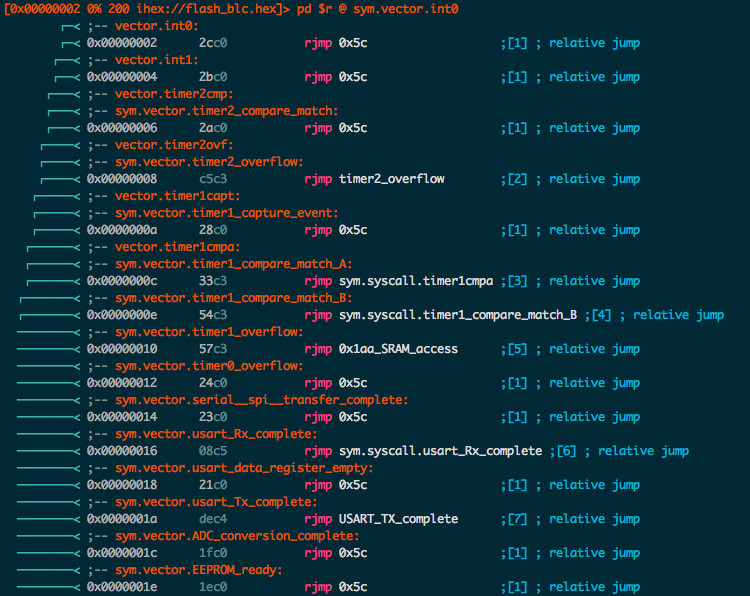 [0x00000002 0% 200 ihex://flash_blc.hex]> pd $r @ sym.vector.int0
;-- vector.int0:
0x00000002 2cc0 rjmp 0x5c ;[1] ; relative jump
;-- vector.int1:
0x00000004 2bc0 rjmp 0x5c ;[1] ; relative jump
;-- vector.timer2cmp:
;-- sym.vector.timer2_compare_match:
0x00000006 2ac0 rjmp 0x5c ;[1] ; relative jump
;-- vector.timer2ovf:
;-- sym.vector.timer2_overflow:
0x00000008 c5c3 rjmp timer2_overflow ;[2] ; relative jump
;-- vector.timer1capt:
;-- sym.vector.timer1_capture_event:
0x0000000a 28c0 rjmp 0x5c ;[1] ; relative jump
;-- vector.timer1cmpa:
;-- sym.vector.timer1_compare_match_A:
0x0000000c 33c3 rjmp sym.syscall.timer1cmpa ;[3] ; relative jump
;-- sym.vector.timer1_compare_match_B:
0x0000000e 54c3 rjmp sym.syscall.timer1_compare_match_B ;[4] ; relative jump
;-- sym.vector.timer1_overflow:
0x00000010 57c3 rjmp 0x1aa_SRAM_access ;[5] ; relative jump
;-- sym.vector.timer0_overflow:
0x00000012 24c0 rjmp 0x5c ;[1] ; relative jump
;-- sym.vector.serial__spi__transfer_complete:
0x00000014 23c0 rjmp 0x5c ;[1] ; relative jump
;-- sym.vector.usart_Rx_complete:
0x00000016 08c5 rjmp sym.syscall.usart_Rx_complete ;[6] ; relative jump
;-- sym.vector.usart_data_register_empty:
0x00000018 21c0 rjmp 0x5c ;[1] ; relative jump
;-- sym.vector.usart_Tx_complete:
0x0000001a dec4 rjmp USART_TX_complete ;[7] ; relative jump
;-- sym.vector.ADC_conversion_complete:
0x0000001c 1fc0 rjmp 0x5c ;[1] ; relative jump
;-- sym.vector.EEPROM_ready:
0x0000001e 1ec0 rjmp 0x5c ;[1] ; relative jump